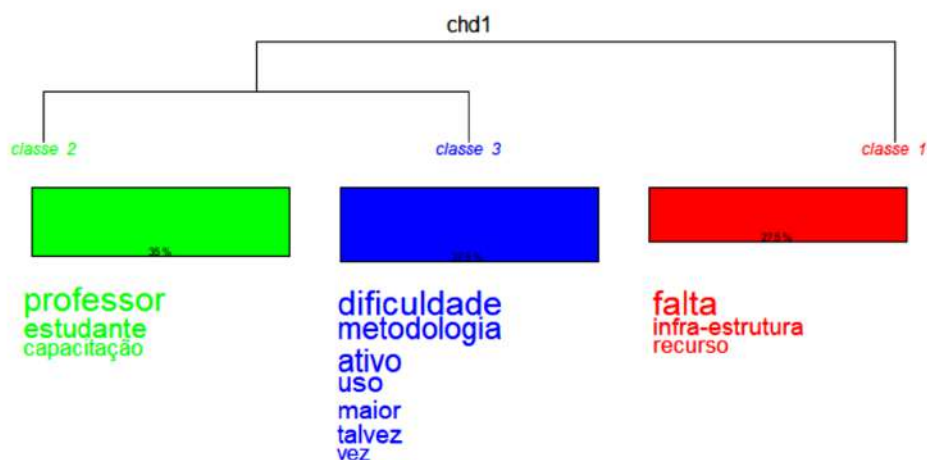 chd1
classe 2
classe 3
classe 1
35 %
27.5 %
professor
estudante
capacitação
dificuldade
metodologia
ativo
uso
maior
talvez
vez
falta
infra-estrutura
recurso